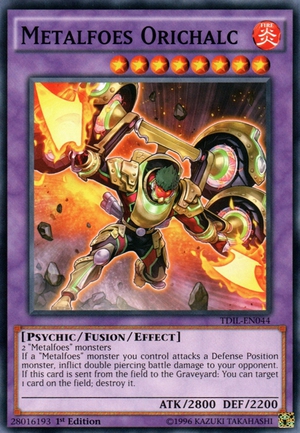 METALFOES ORICHALC
FIRE
炎
TDIL-EN044
[PSYCHIC/FUSION/EFFECT]
2 "Metalfoes" monsters
If a "Metalfoes" monster you control attacks a Defense Position
monster, inflict double piercing battle damage to your opponent.
If this card is sent from the field to the Graveyard: You can target
1 card on the field; destroy it.
ATK/2800 DEF/2200
28016193 1st Edition ©1996 KAZUKI TAKAHASHI